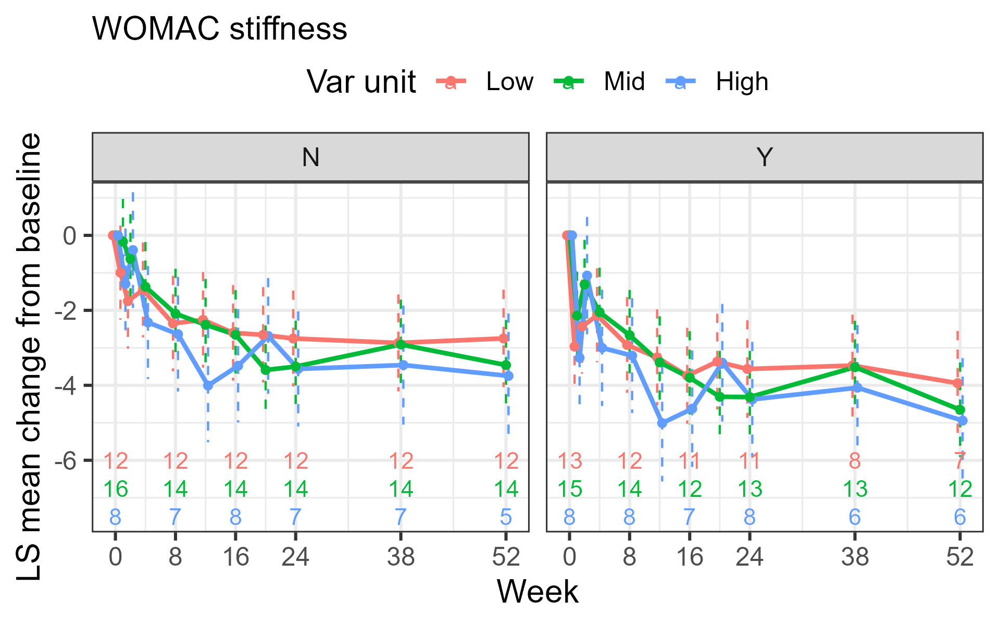 WOMAC stiffness
Var unit a Low a Mid a High
LS mean change from baseline
N Y
0
-2
-4
-6
12 12 12 12 12 12 13 12 11 11 8 7
16 14 14 14 14 14 15 14 12 13 13 12
8 7 8 7 7 5 8 8 7 8 6 6
0 8 16 24 38 52 0 8 16 24 38 52
Week